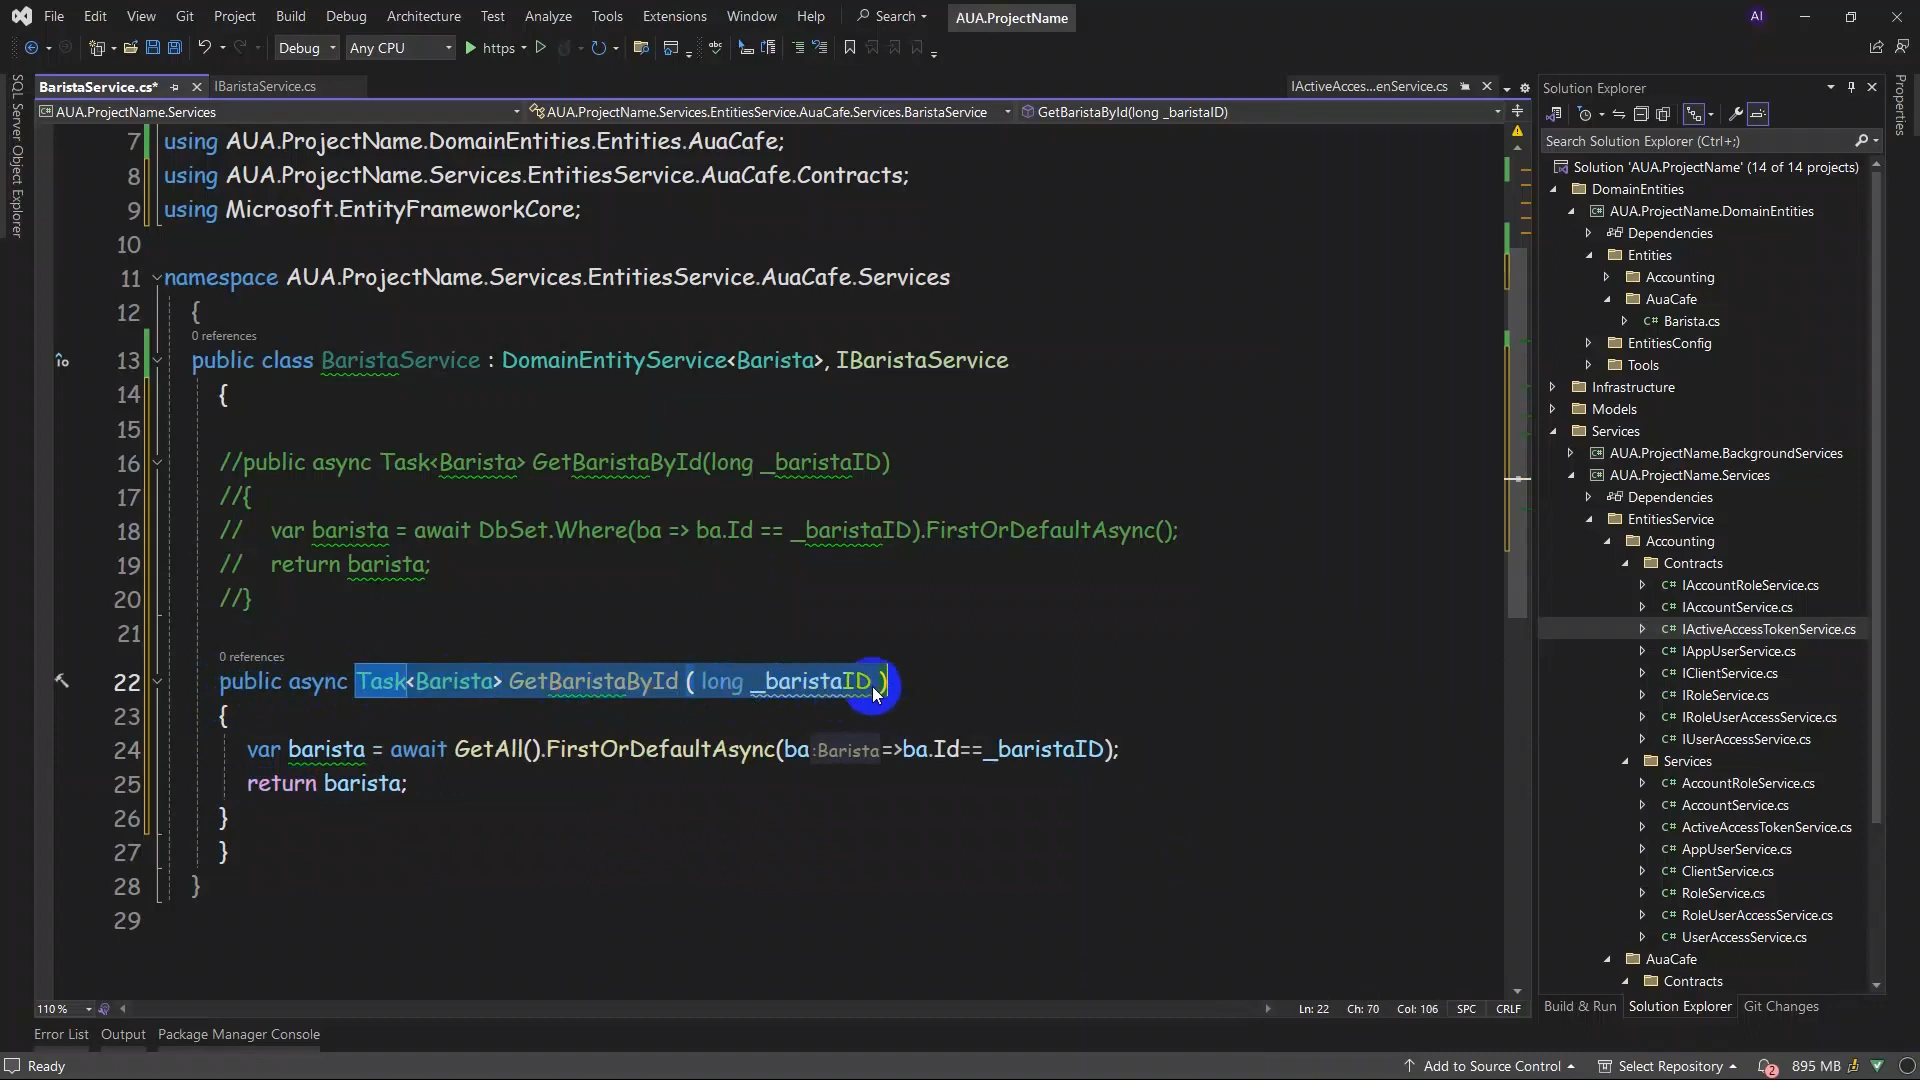 File Edit View Git Project Build Debug Architecture Test Analyze Tools Extensions Window Help Search AUA.ProjectName AI
Debug Any CPU https
BaristaService.cs* IBaristaService.cs IActiveAcces...enService.cs
AUA.ProjectName.Services AUA.ProjectName.Services.EntitiesService.AuaCafe.Services.BaristaService GetBaristaById(long _baristaID)
SQL Server Object Explorer
7 using AUA.ProjectName.DomainEntities.Entities.AuaCafe;
8 using AUA.ProjectName.Services.EntitiesService.AuaCafe.Contracts;
9 using Microsoft.EntityFrameworkCore;
10
11 namespace AUA.ProjectName.Services.EntitiesService.AuaCafe.Services
12 {
0 references
13 public class BaristaService : DomainEntityService<Barista>, IBaristaService
14 {
15
16 //public async Task<Barista> GetBaristaById(long _baristaID)
17 //{
18 // var barista = await DbSet.Where(ba => ba.Id == _baristaID).FirstOrDefaultAsync();
19 // return barista;
20 //}
21
0 references
22 public async Task<Barista> GetBaristaById ( long _baristaID )
23 {
24 var barista = await GetAll().FirstOrDefaultAsync(ba :Barista =>ba.Id==_baristaID);
25 return barista;
26 }
27 }
28 }
29
110 % Ln: 22 Ch: 70 Col: 106 SPC CRLF
Error List Output Package Manager Console
Ready Add to Source Control Select Repository 2 895 MB
Solution Explorer
Search Solution Explorer (Ctrl+;)
Solution 'AUA.ProjectName' (14 of 14 projects)
DomainEntities
AUA.ProjectName.DomainEntities
Dependencies
Entities
Accounting
AuaCafe
C# Barista.cs
EntitiesConfig
Tools
Infrastructure
Models
Services
AUA.ProjectName.BackgroundServices
AUA.ProjectName.Services
Dependencies
EntitiesService
Accounting
Contracts
C# IAccountRoleService.cs
C# IAccountService.cs
C# IActiveAccessTokenService.cs
C# IAppUserService.cs
C# IClientService.cs
C# IRoleService.cs
C# IRoleUserAccessService.cs
C# IUserAccessService.cs
Services
C# AccountRoleService.cs
C# AccountService.cs
C# ActiveAccessTokenService.cs
C# AppUserService.cs
C# ClientService.cs
C# RoleService.cs
C# RoleUserAccessService.cs
C# UserAccessService.cs
AuaCafe
Contracts
Build & Run Solution Explorer Git Changes
Properties